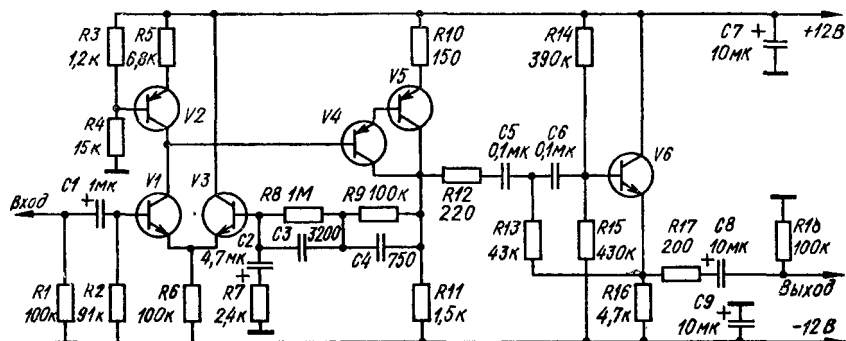 R3
1,2к
R5
6,8к
V2
R4
15к
C1
1мк
Вход
V1
V3
R1
100к
R2
91к
R6
100к
C2
4,7мк
R7
2,4к
R8 1М
C3
3200
R9 100к
C4
750
V4
V5
R10
150
R11
1,5к
R12
220
C5
0,1мк
C6
0,1мк
R13
43к
R14
390к
R15
430к
V6
R16
4,7к
R17
200
C8
10мк
R18
100к
Выход
C7
10мк
+12В
C9
10мк
-12В